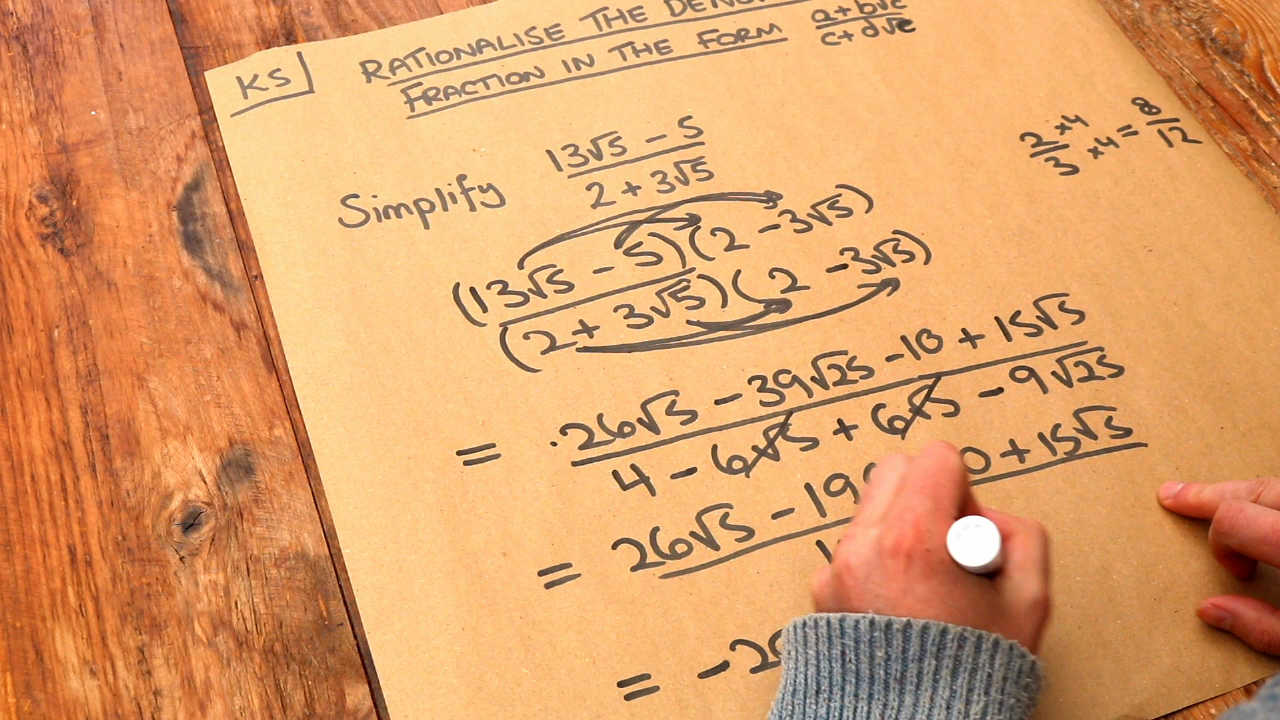 KS
RATIONALISE THE
FRACTION IN THE FORM (a+b√c)/(c+d√e)
2/3 ×4 ×4 = 8/12
Simplify (13√5 - 5)/(2 + 3√5)
(13√5 - 5)(2 - 3√5)
(2 + 3√5)(2 - 3√5)
= 26√5 - 39√25 - 10 + 15√5
4 - 6√5 + 6√5 - 9√25
= 26√5 - 19 0 + 15√5
= -2